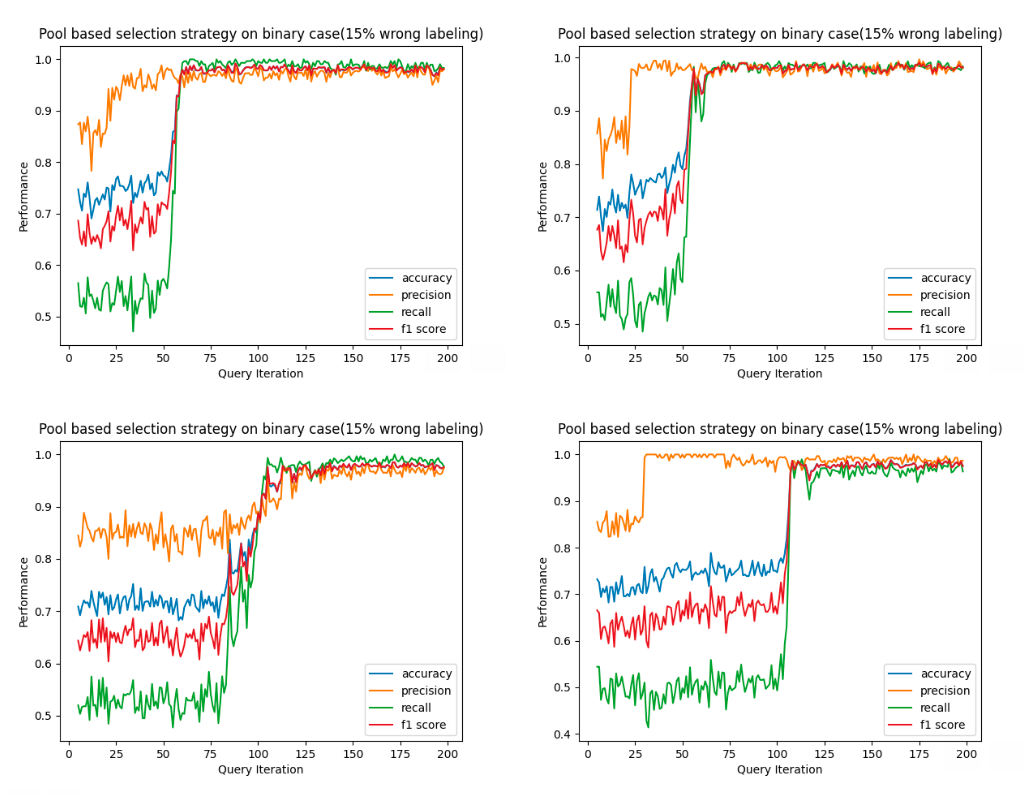 Pool based selection strategy on binary case(15% wrong labeling)
1.0
0.9
0.8
0.7
0.6
0.5
Performance
0 25 50 75 100 125 150 175 200
Query Iteration
accuracy
precision
recall
f1 score
Pool based selection strategy on binary case(15% wrong labeling)
1.0
0.9
0.8
0.7
0.6
0.5
Performance
0 25 50 75 100 125 150 175 200
Query Iteration
accuracy
precision
recall
f1 score
Pool based selection strategy on binary case(15% wrong labeling)
1.0
0.9
0.8
0.7
0.6
0.5
Performance
0 25 50 75 100 125 150 175 200
Query Iteration
accuracy
precision
recall
f1 score
Pool based selection strategy on binary case(15% wrong labeling)
1.0
0.9
0.8
0.7
0.6
0.5
0.4
Performance
0 25 50 75 100 125 150 175 200
Query Iteration
accuracy
precision
recall
f1 score